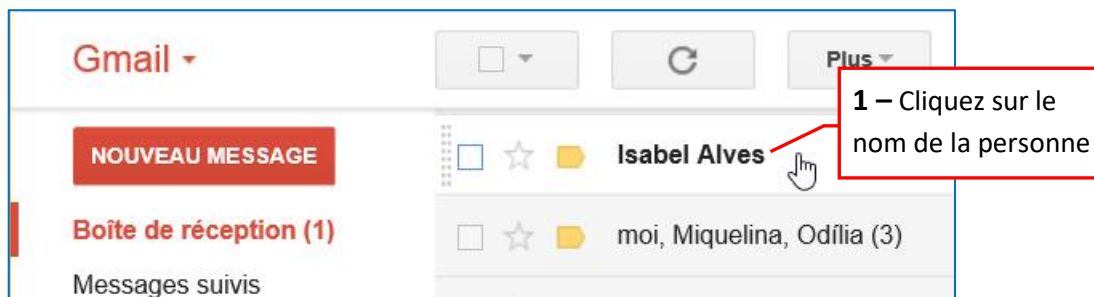 Gmail
Plus
1 – Cliquez sur le
nom de la personne
NOUVEAU MESSAGE
Isabel Alves
Boîte de réception (1)
moi, Miquelina, Odília (3)
Messages suivis